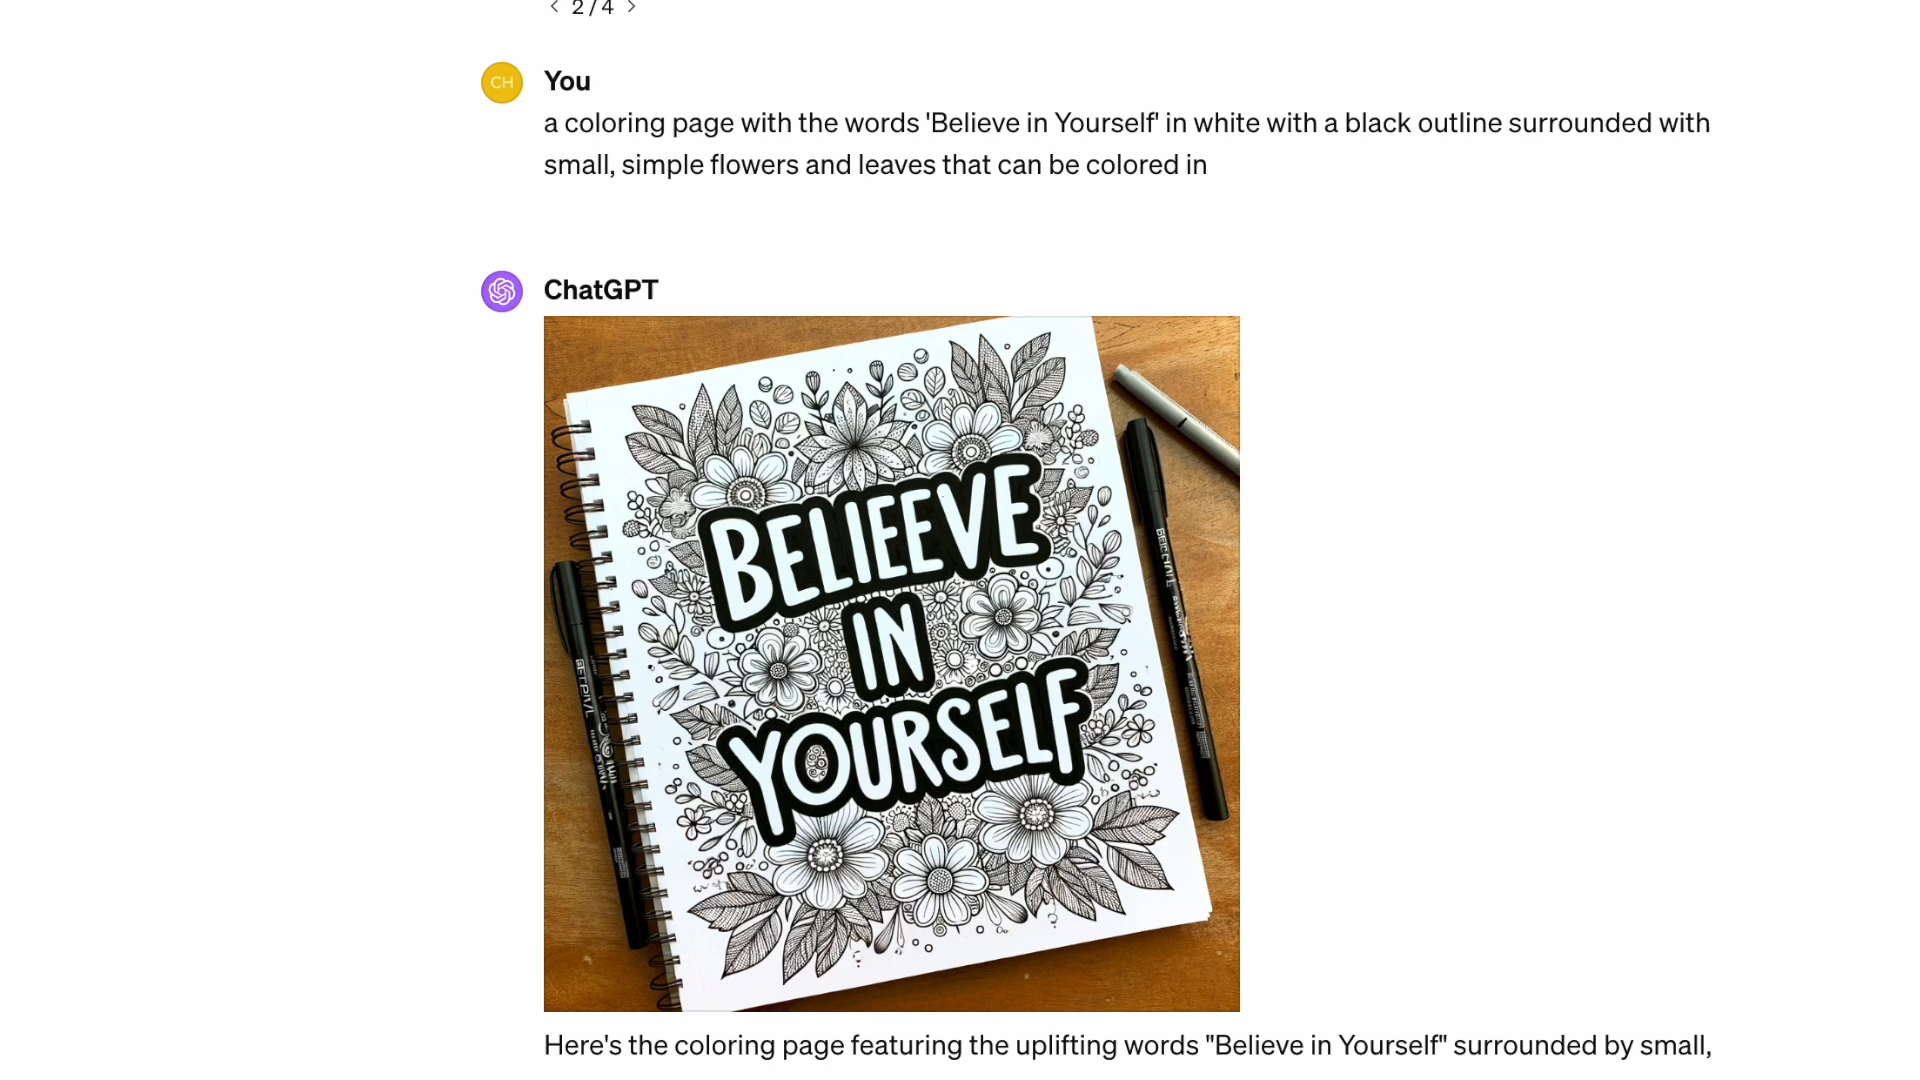 < 2/4 >
CH
You
a coloring page with the words 'Believe in Yourself' in white with a black outline surrounded with
small, simple flowers and leaves that can be colored in
ChatGPT
BELIEEVE
IN
YOURSELF
Here's the coloring page featuring the uplifting words "Believe in Yourself" surrounded by small,